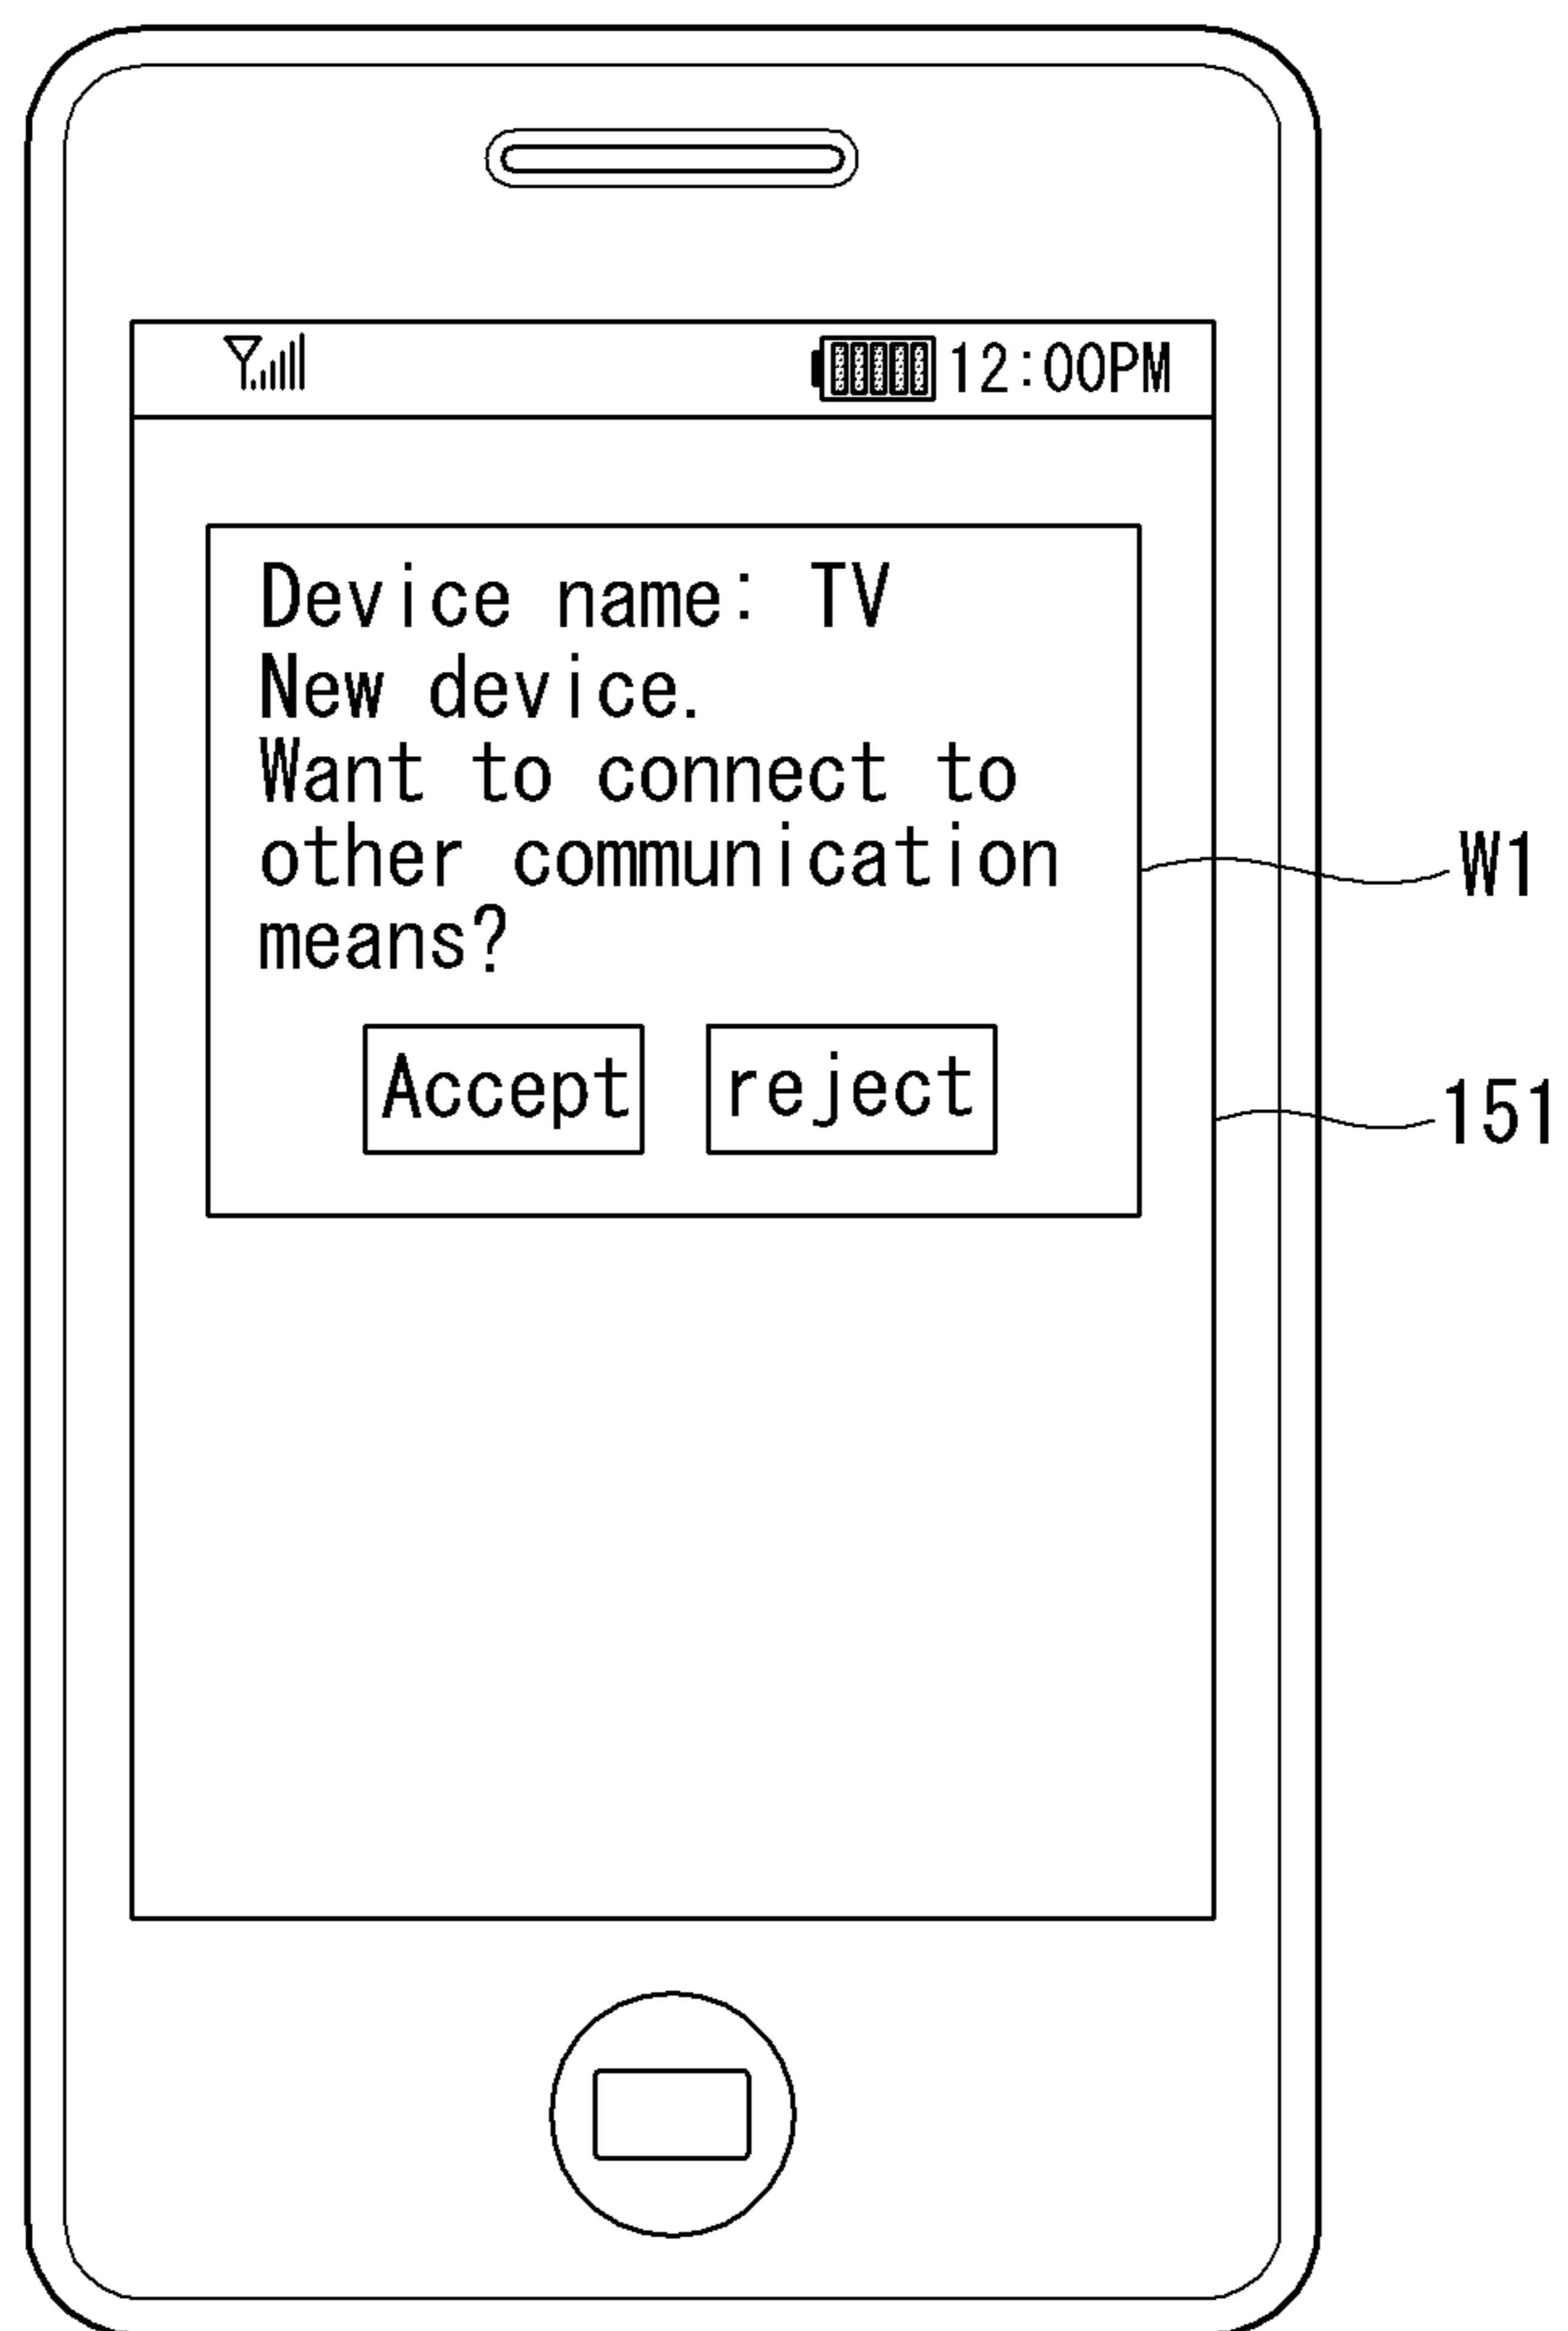 12:00PM
Device name: TV
New device.
Want to connect to
other communication
means?
Accept reject
W1
151